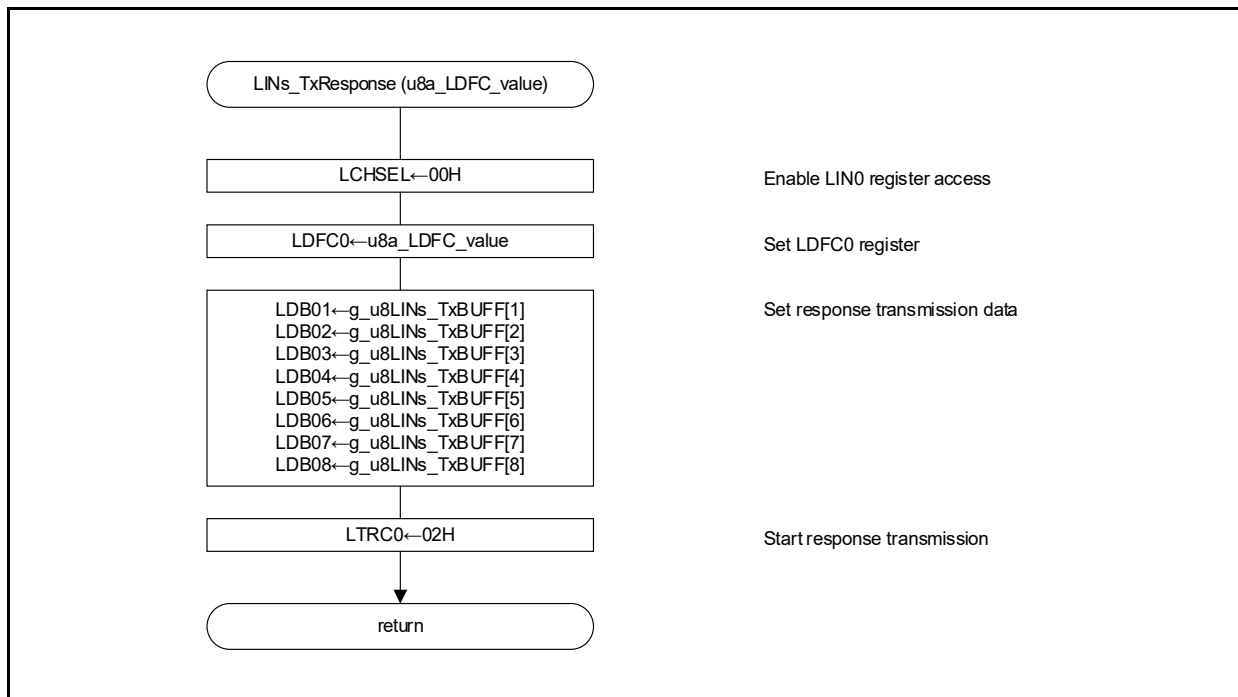 LINs_TxResponse (u8a_LDFC_value)
LCHSEL←00H
Enable LIN0 register access
LDFC0←u8a_LDFC_value
Set LDFC0 register
LDB01←g_u8LINs_TxBUFF[1]
Set response transmission data
LDB02←g_u8LINs_TxBUFF[2]
LDB03←g_u8LINs_TxBUFF[3]
LDB04←g_u8LINs_TxBUFF[4]
LDB05←g_u8LINs_TxBUFF[5]
LDB06←g_u8LINs_TxBUFF[6]
LDB07←g_u8LINs_TxBUFF[7]
LDB08←g_u8LINs_TxBUFF[8]
LTRC0←02H
Start response transmission
return